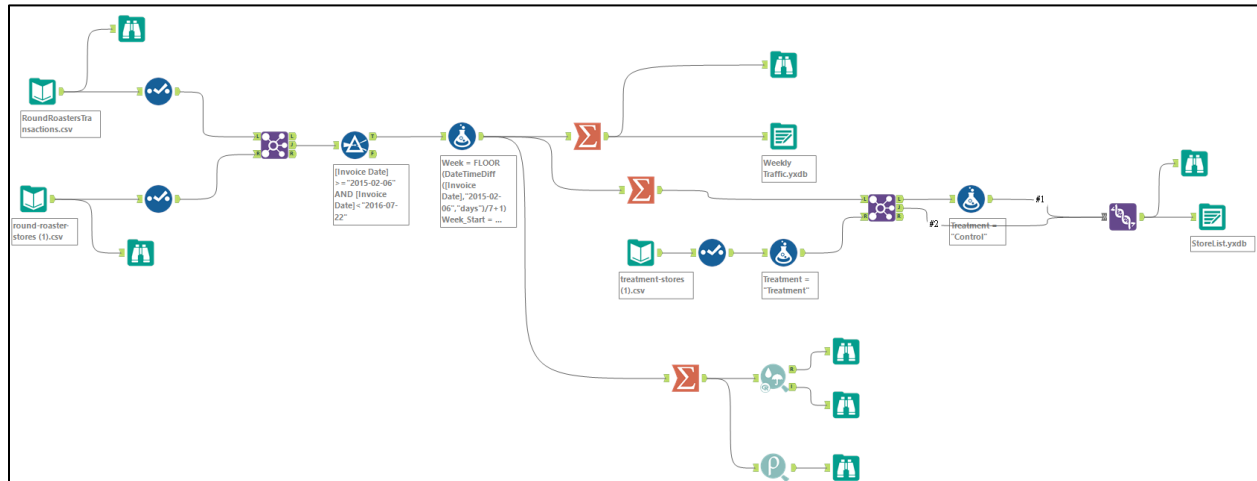 RoundRoastersTra
nsactions.csv
L
R
L
J
R
T
F
[Invoice Date]
>="2015-02-06"
AND [Invoice
Date]<"2016-07-
22"
Week = FLOOR
(DateTimeDiff
([Invoice
Date],"2015-02-
06","days")/7+1)
Week_Start = ...
Weekly
Traffic.yxdb
round-roaster-
stores (1).csv
L
R
L
J
R
#1
#2
Treatment =
"Control"
StoreList.yxdb
treatment-stores
(1).csv
Treatment =
"Treatment"
R
I
ρ